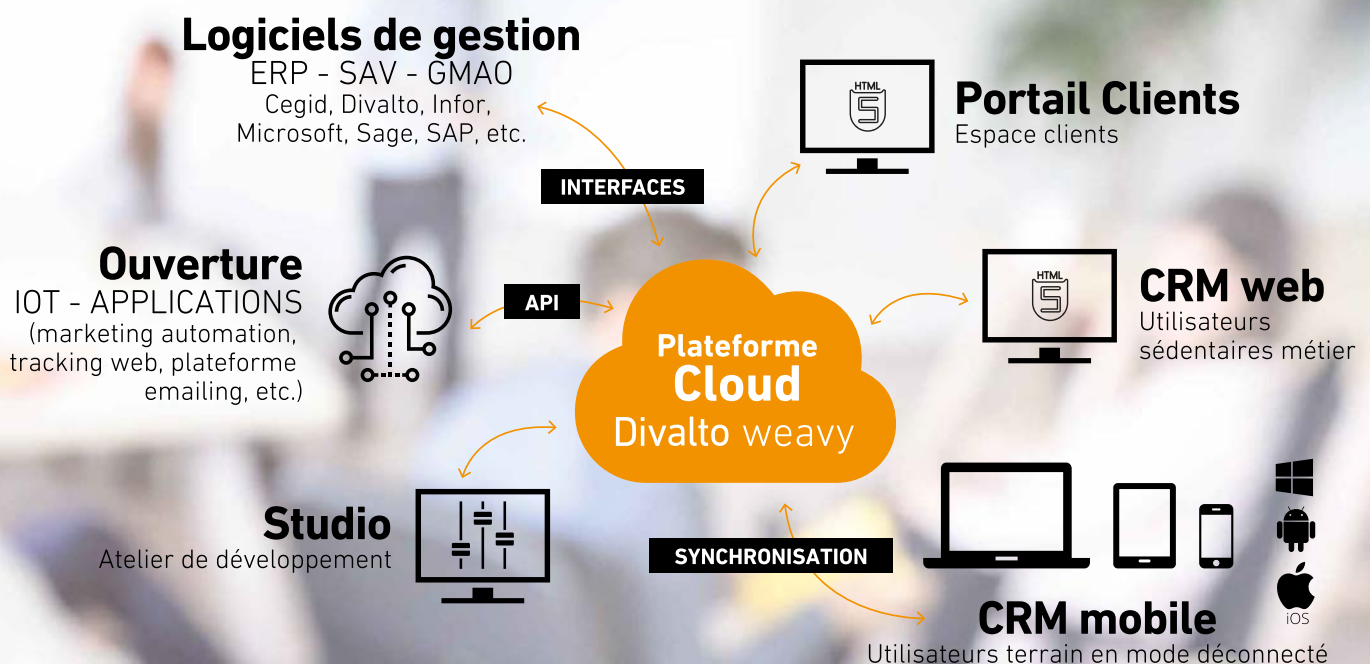 Logiciels de gestion
ERP - SAV - GMAO
Cegid, Divalto, Infor,
Microsoft, Sage, SAP, etc.
INTERFACES
HTML
5
Portail Clients
Espace clients
Ouverture
IOT - APPLICATIONS
(marketing automation,
tracking web, plateforme
emailing, etc.)
API
Plateforme
Cloud
Divalto weavy
HTML
5
CRM web
Utilisateurs
sédentaires métier
Studio
Atelier de développement
SYNCHRONISATION
iOS
CRM mobile
Utilisateurs terrain en mode déconnecté